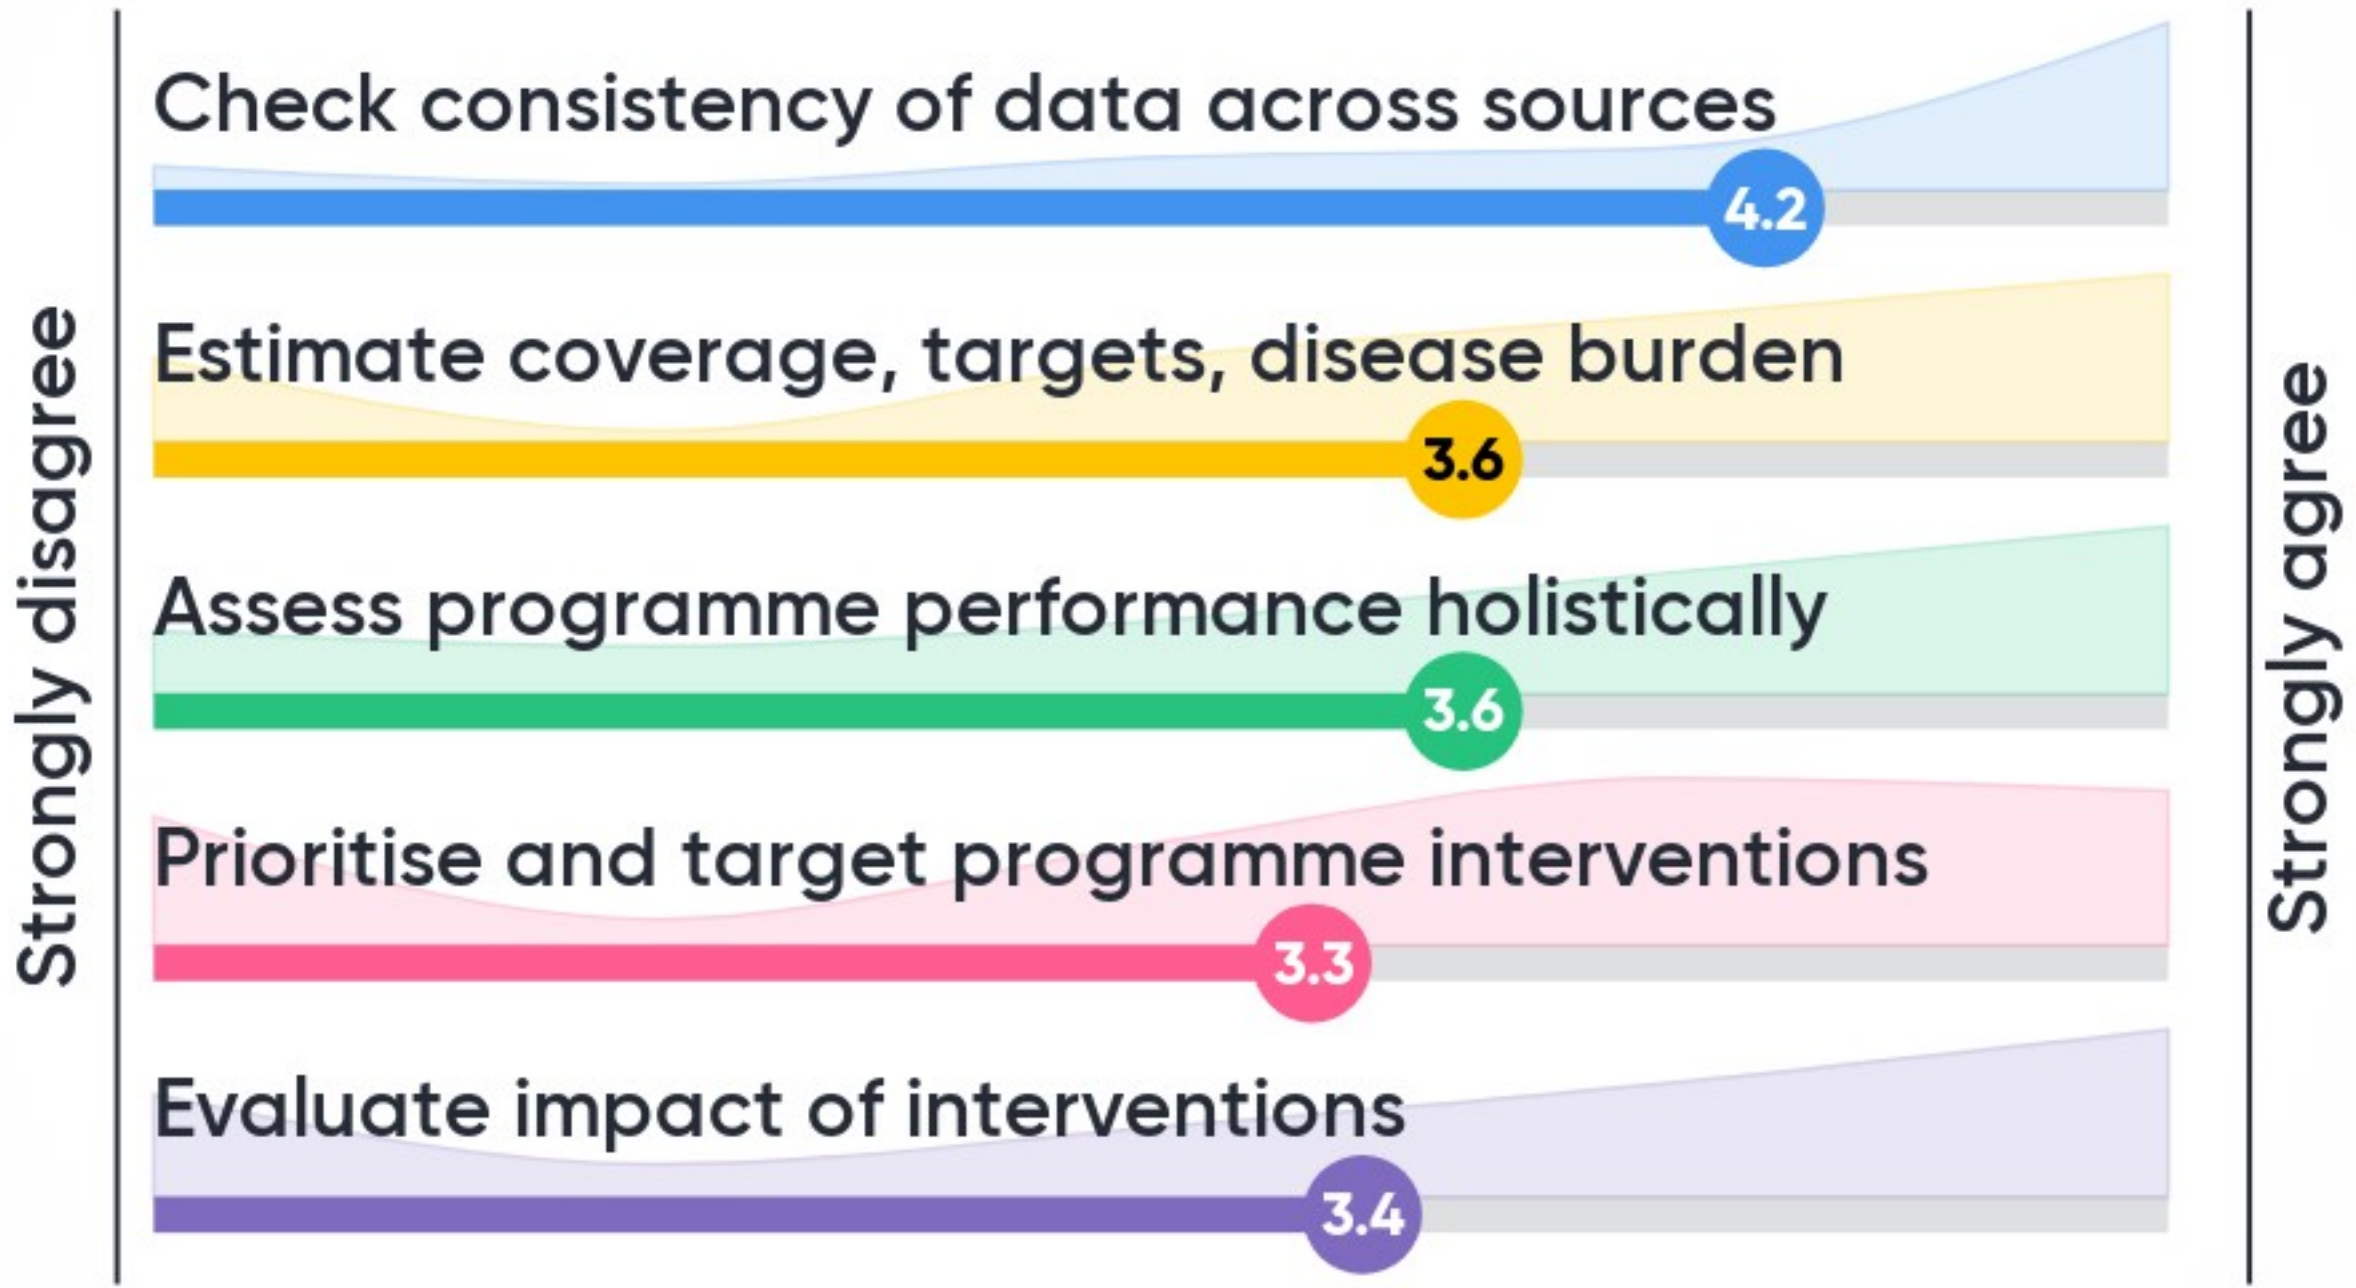 Strongly disagree
Check consistency of data across sources
4.2
Estimate coverage, targets, disease burden
3.6
Assess programme performance holistically
3.6
Prioritise and target programme interventions
3.3
Evaluate impact of interventions
3.4
Strongly agree